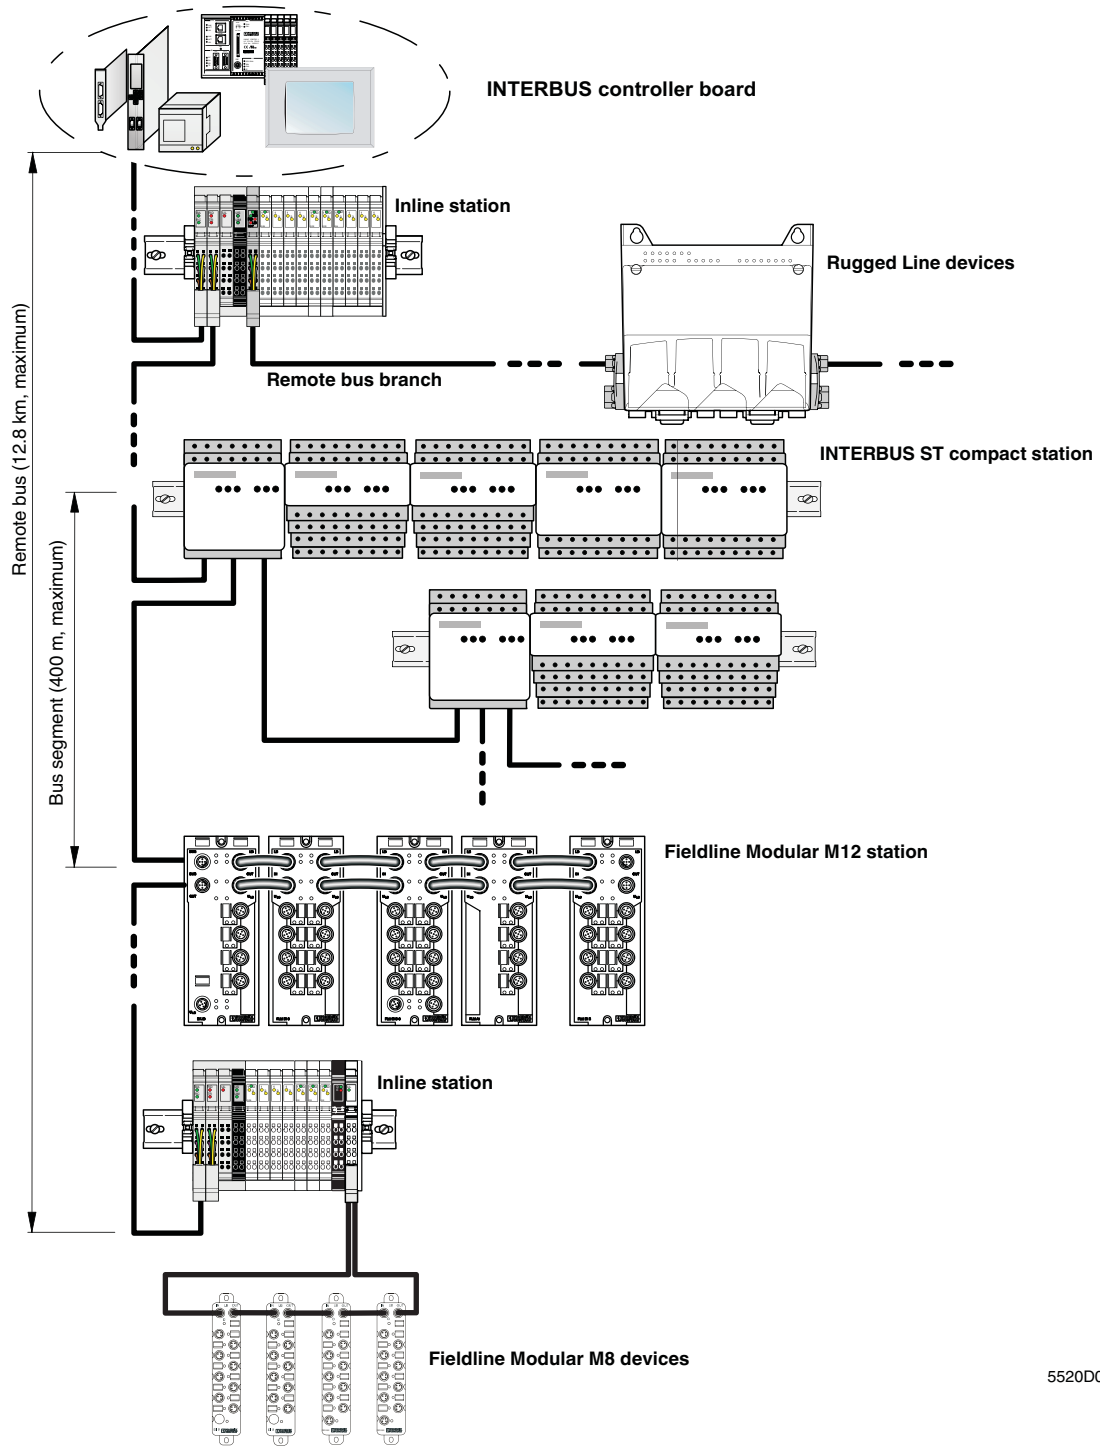 INTERBUS controller board
Inline station
Rugged Line devices
Remote bus branch
Remote bus (12.8 km, maximum)
INTERBUS ST compact station
Bus segment (400 m, maximum)
Fieldline Modular M12 station
Inline station
Fieldline Modular M8 devices